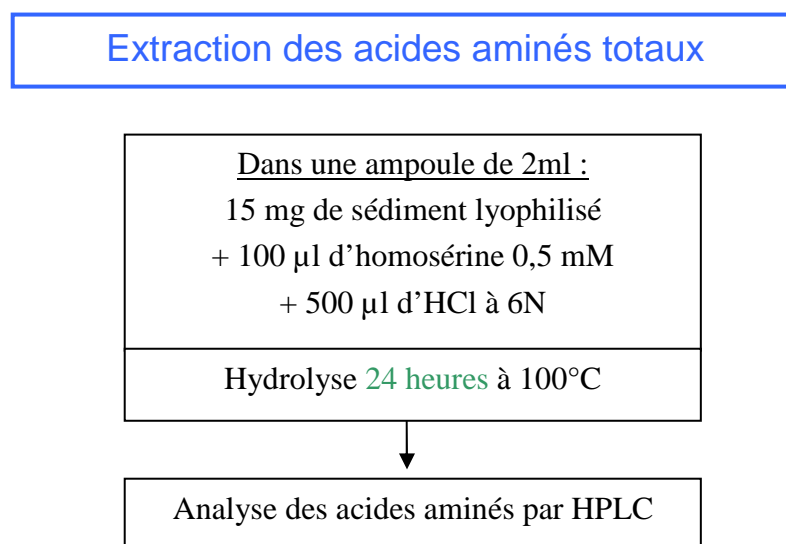 Extraction des acides aminés totaux
Dans une ampoule de 2ml :
15 mg de sédiment lyophilisé
+ 100 µl d’homosérine 0,5 mM
+ 500 µl d’HCl à 6N
Hydrolyse 24 heures à 100°C
Analyse des acides aminés par HPLC